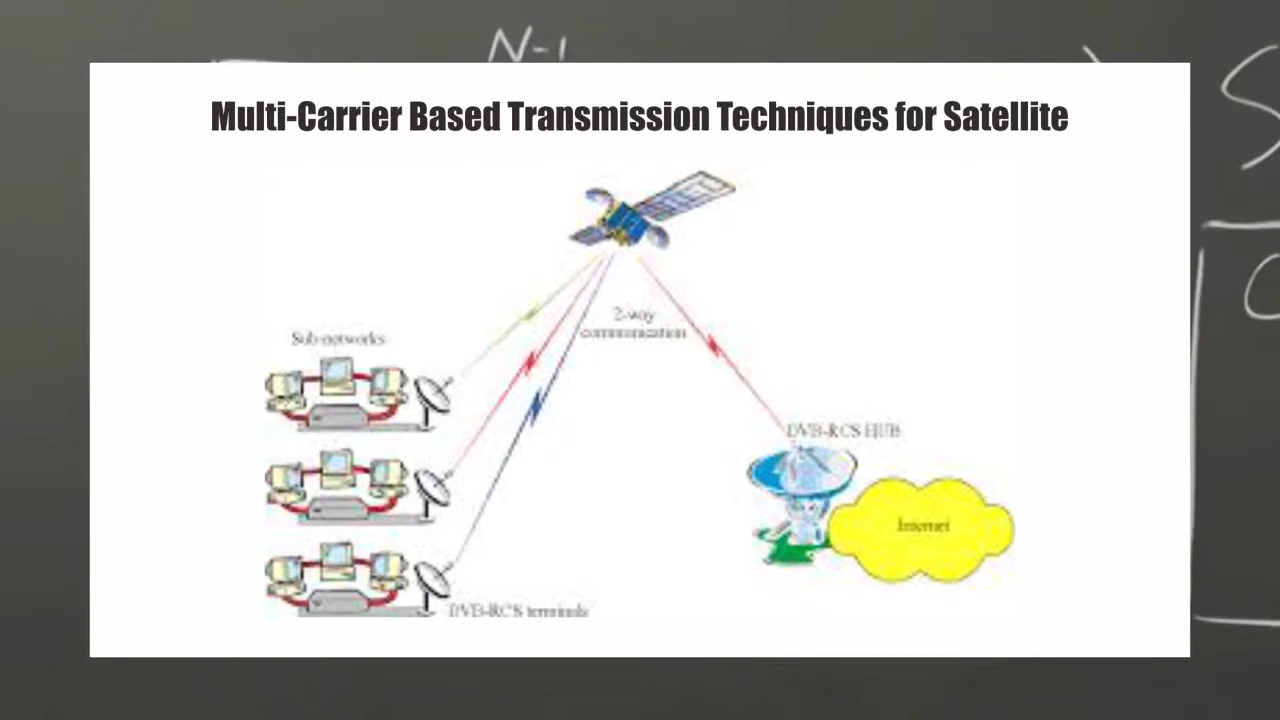 N-1
Multi-Carrier Based Transmission Techniques for Satellite
2-way
communication
Sub-networks
DVB-RCS HUB
Internet
DVB-RCS terminals